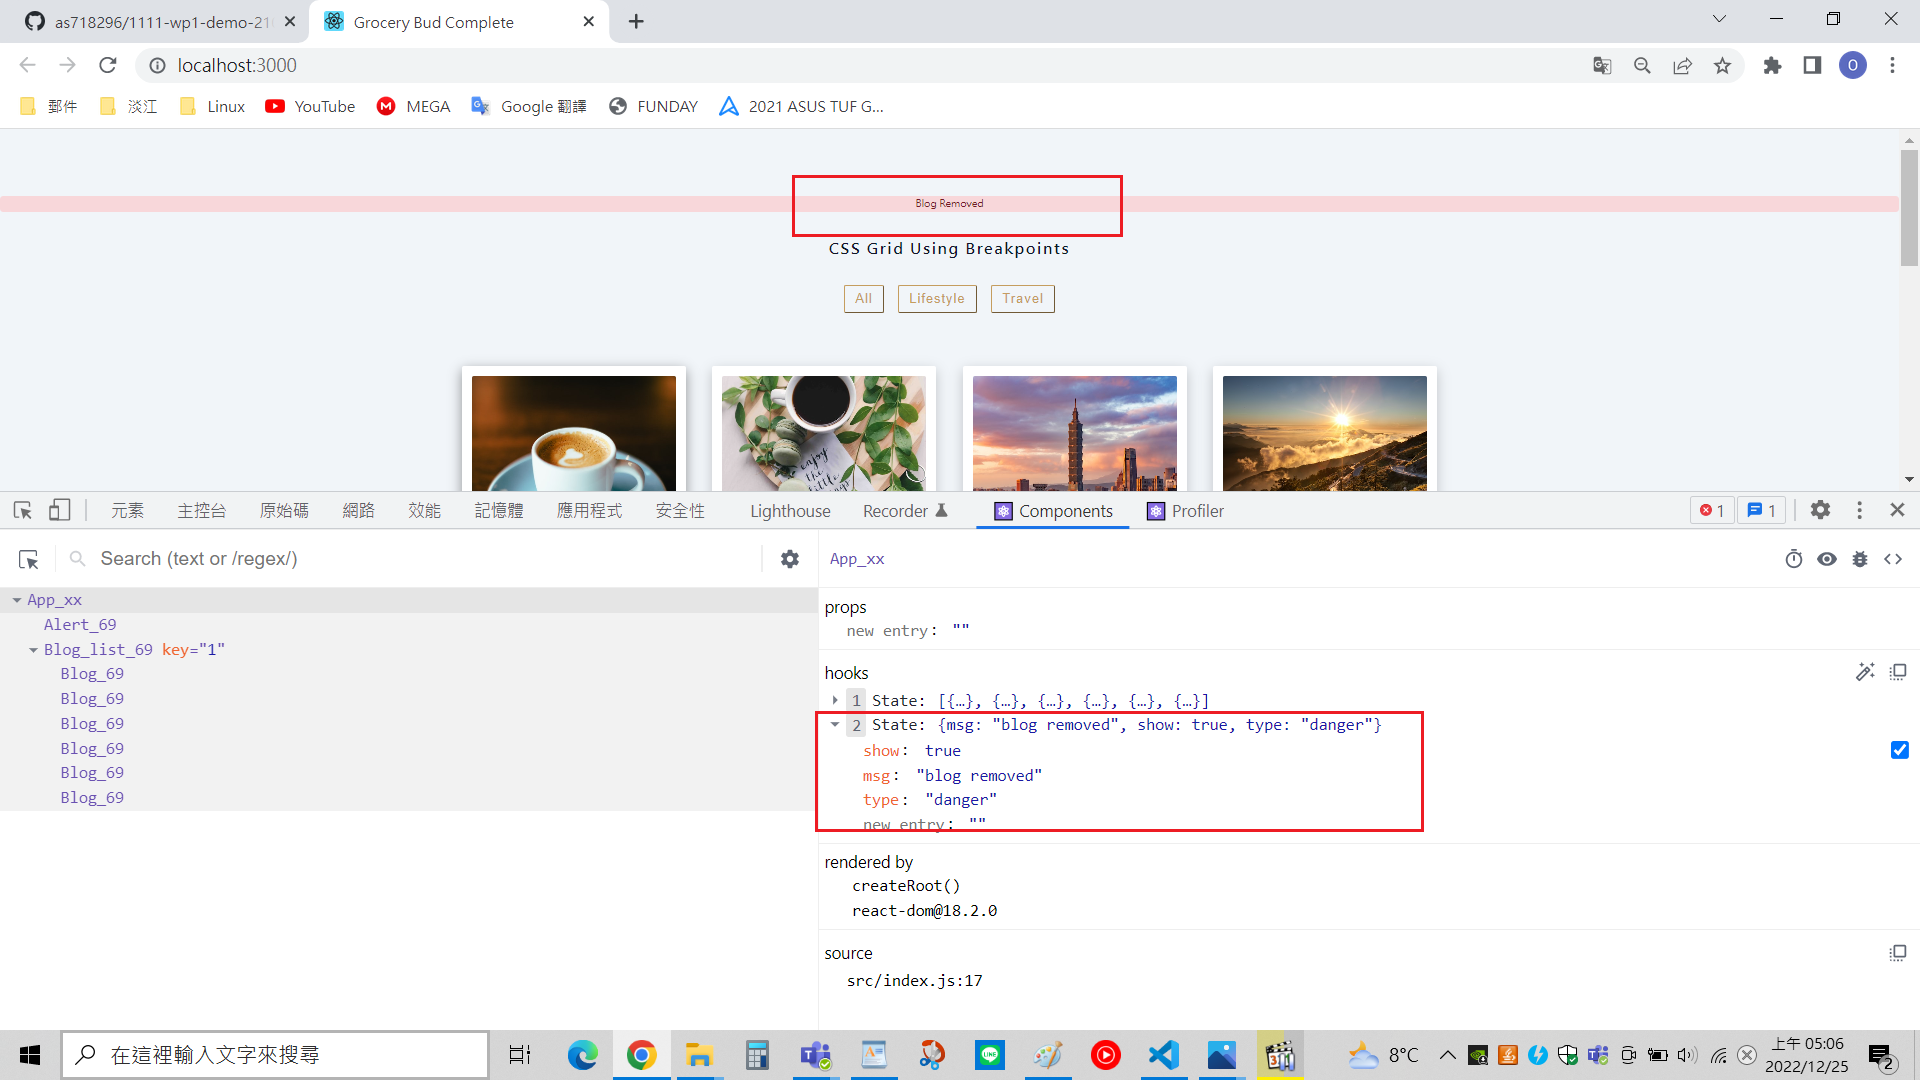 as718296/1111-wp1-demo-21
Grocery Bud Complete
localhost:3000
O
郵件
淡江
Linux
YouTube
MEGA
Google 翻譯
FUNDAY
2021 ASUS TUF G...
Blog Removed
CSS Grid Using Breakpoints
All
Lifestyle
Travel
enjoy the little
元素
主控台
原始碼
網路
效能
記憶體
應用程式
安全性
Lighthouse
Recorder
Components
Profiler
1
1
Search (text or /regex/)
App_xx
App_xx
Alert_69
Blog_list_69 key="1"
Blog_69
Blog_69
Blog_69
Blog_69
Blog_69
Blog_69
props
new entry: ""
hooks
1 State: [{…}, {…}, {…}, {…}, {…}, {…}]
2 State: {msg: "blog removed", show: true, type: "danger"}
show: true
msg: "blog removed"
type: "danger"
new entry: ""
rendered by
createRoot()
react-dom@18.2.0
source
src/index.js:17
在這裡輸入文字來搜尋
8°C
上午 05:06
2022/12/25
2